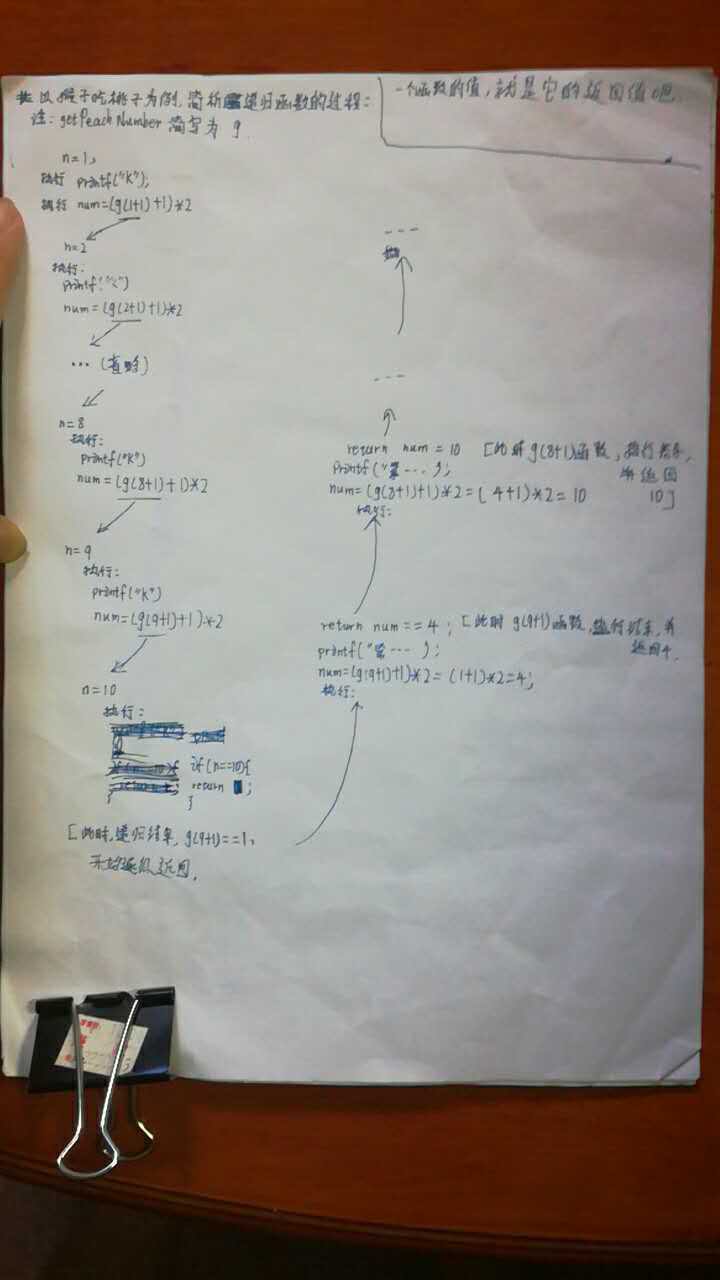 以猴子吃桃子为例,简析递归函数的过程:
注:getPeachNumber 简写为 g.
一个函数的值,就是它的返回值吧
n=1,
执行 printf("K");
执行 num=(g(1+1)+1)*2
n=2
执行:
printf("K")
num=(g(2+1)+1)*2
...(省略)
n=8
执行:
printf("K")
num=(g(8+1)+1)*2
n=9
执行:
printf("K")
num=(g(9+1)+1)*2
n=10
执行:
if(n==10){
return ;
}
[此时,递归结束, g(9+1)==1,
开始逐级返回.
---
---
return num = 10 [此时g(8+1)函数,执行结束,
并返回
printf("第--- );
num=(g(8+1)+1)*2=(4+1)*2=10 10]
执行:
return num==4; [此时 g(9+1)函数,执行结束,并
返回4.
printf("第--- );
num=(g(9+1)+1)*2=(1+1)*2=4;
执行: